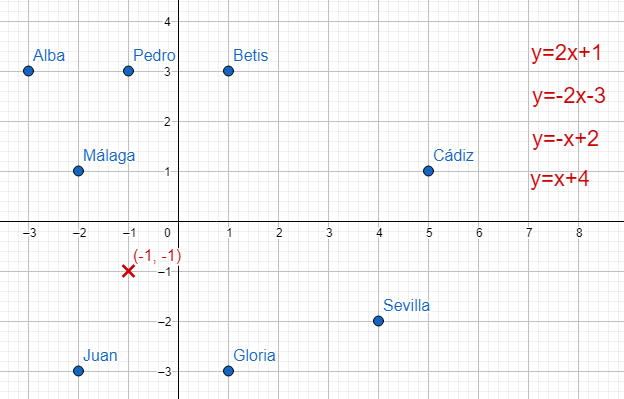 4
Alba Pedro Betis y=2x+1
3
y=-2x-3
2
y=-x+2
Málaga Cádiz
1
y=x+4
−3 −2 −1 0 1 2 3 4 5 6 7 8
(-1, -1)
−1
Sevilla
−2
Juan Gloria
−3